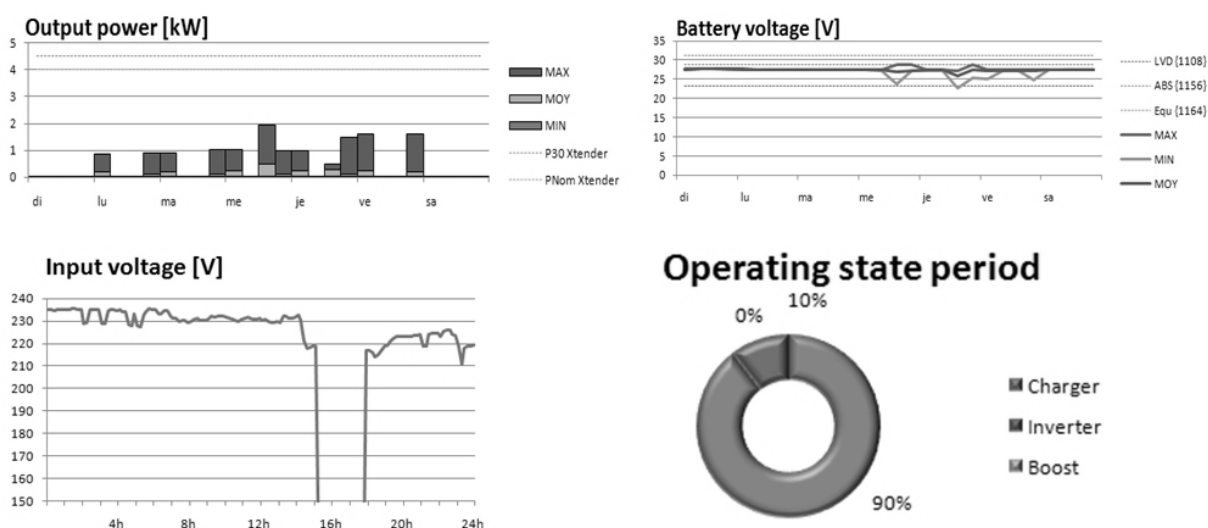 Output power [kW]
5
4
3
2
1
0
di lu ma me je ve sa
MAX
MOY
MIN
P30 Xtender
PNom Xtender
Battery voltage [V]
35
30
25
20
15
10
5
0
di lu ma me je ve sa
LVD {1108}
ABS {1156}
Equ {1164}
MAX
MIN
MOY
Input voltage [V]
240
230
220
210
200
190
180
170
160
150
4h 8h 12h 16h 20h 24h
Operating state period
0% 10%
90%
Charger
Inverter
Boost